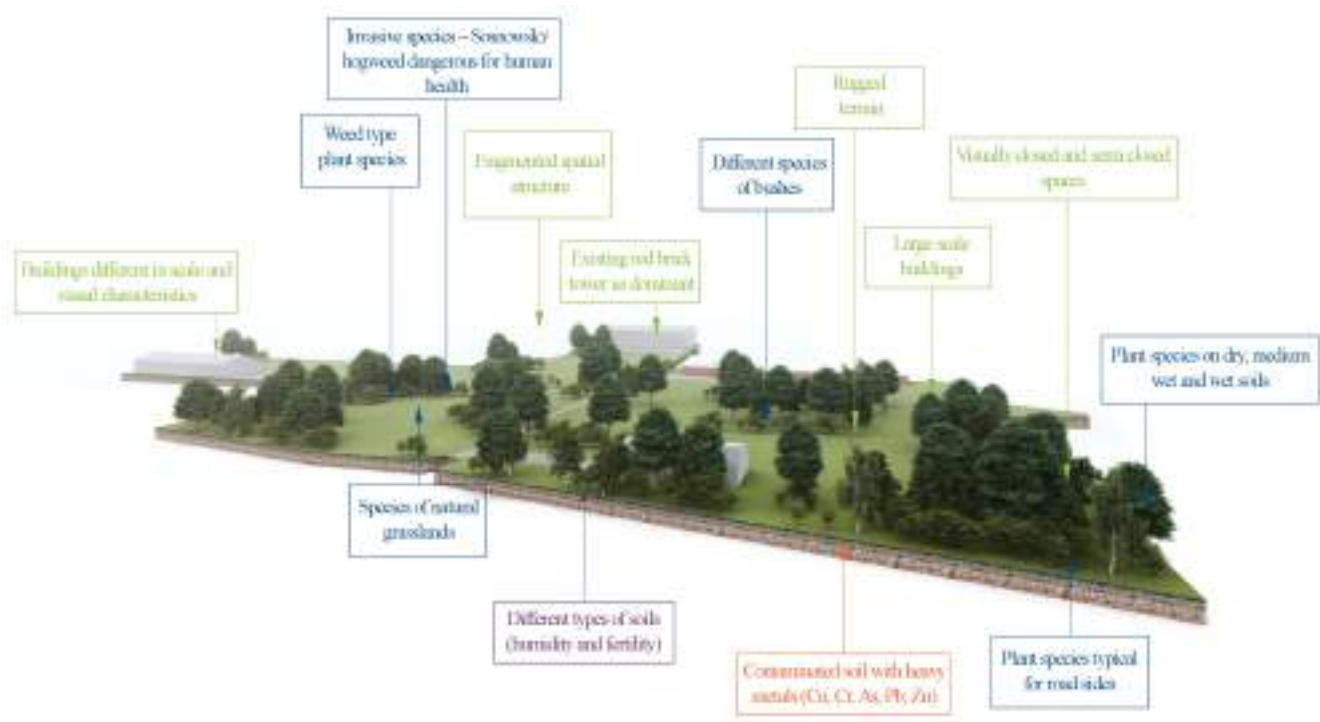 Invasive species – Sosnowsky
hogweed dangerous for human
health
Rugged
terrain
Weed type
plant species
Fragmented spatial
structure
Different species
of bushes
Visually closed and semi closed
spaces
Buildings different in scale and
visual characteristics
Existing red brick
tower as dominant
Large scale
buildings
Plant species on dry, medium
wet and wet soils
Species of natural
grasslands
Different types of soils
(humidity and fertility)
Contaminated soil with heavy
metals (Cu, Cr, As, Pb, Zn)
Plant species typical
for road sides